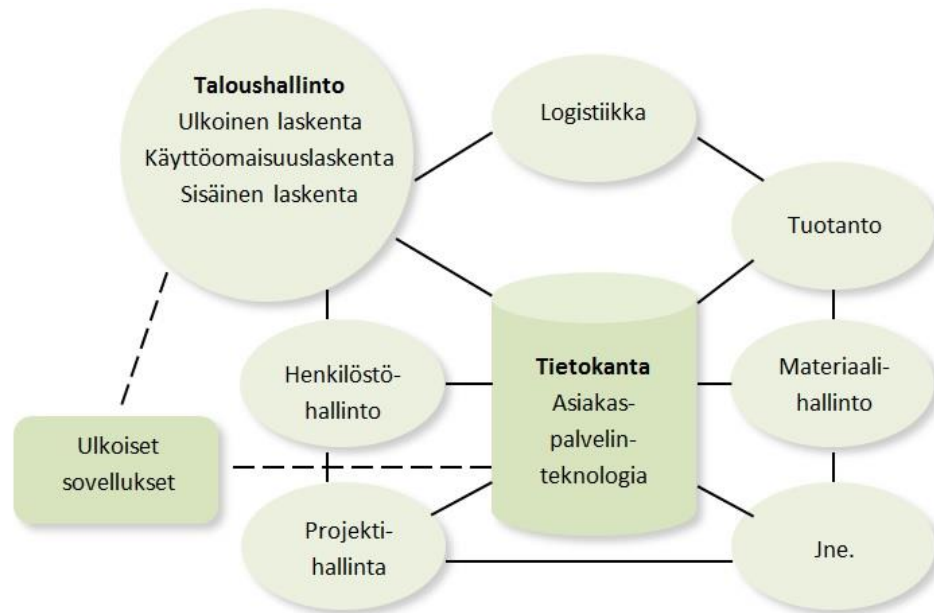 Taloushallinto
Ulkoinen laskenta
Käyttöomaisuuslaskenta
Sisäinen laskenta
Logistiikka
Tuotanto
Henkilöstö-
hallinto
Tietokanta
Asiakas-
palvelin-
teknologia
Materiaali-
hallinto
Ulkoiset
sovellukset
Projekti-
hallinta
Jne.